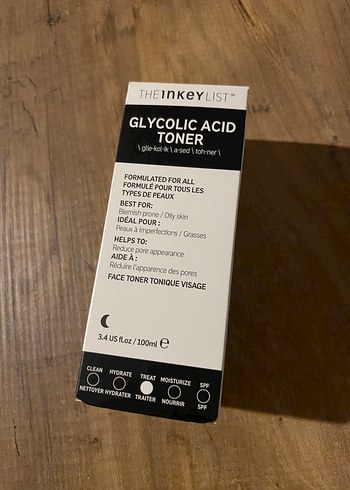 THE INKEY LIST™
GLYCOLIC ACID
TONER
\ glie·kol·ik \ a·sed \ toh·ner \
FORMULATED FOR ALL
FORMULÉ POUR TOUS LES
TYPES DE PEAUX
BEST FOR:
Blemish prone / Oily skin
IDÉAL POUR :
Peaux à Imperfections / Grasses
HELPS TO:
Reduce pore appearance
AIDE À :
Réduire l'apparence des pores
FACE TONER TONIQUE VISAGE
3.4 US fl.oz / 100ml ℮
CLEAN HYDRATE TREAT MOISTURIZE SPF
NETTOYER HYDRATER TRAITER NOURRIR SPF